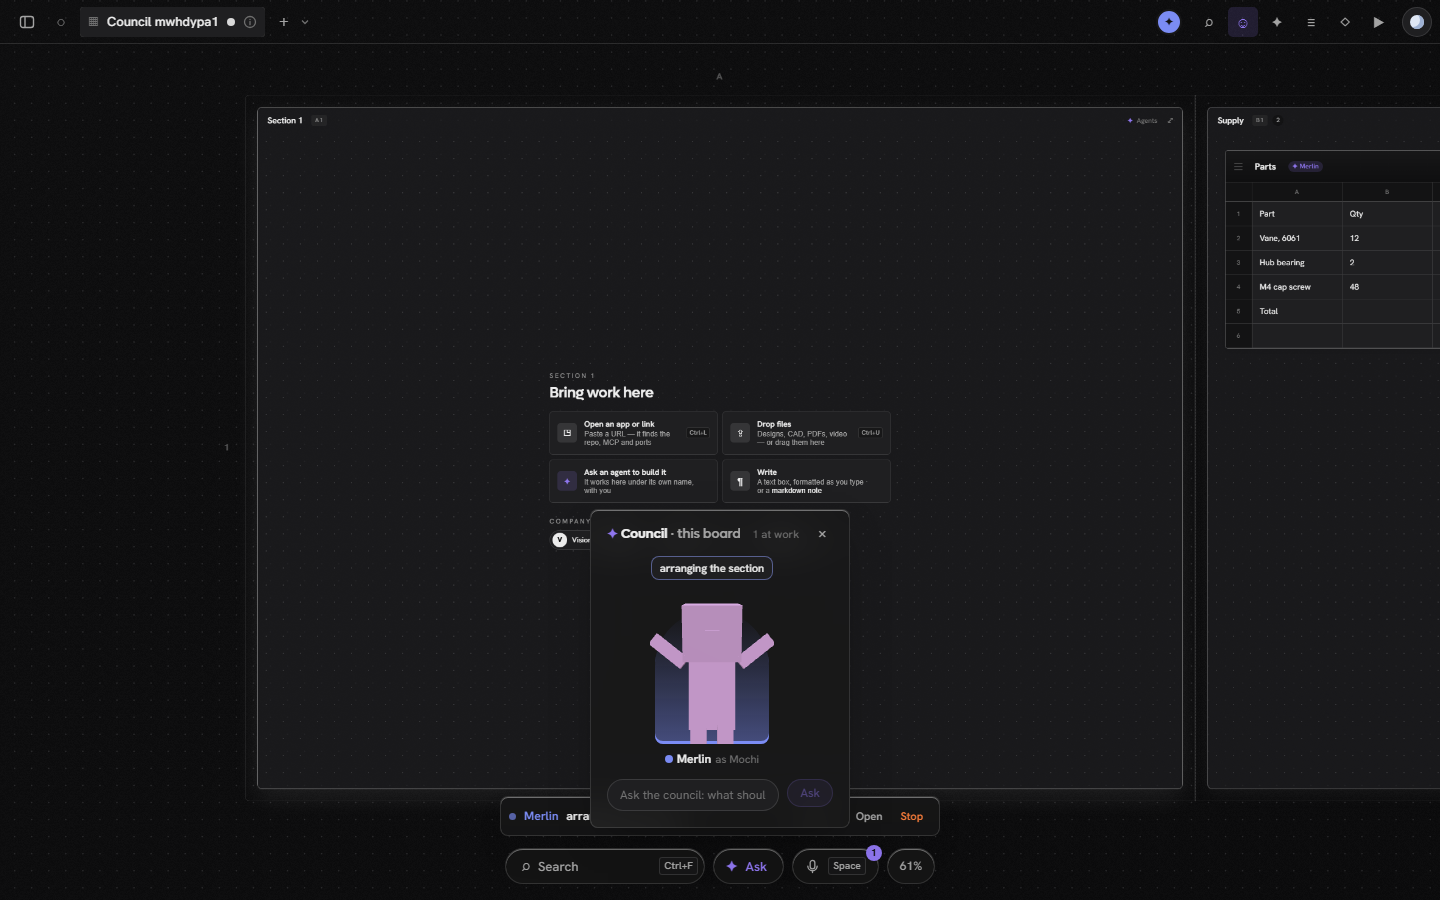 Council mwhdypa1
A
Section 1 A1
Agents
Supply B1 2
Parts Merlin
A B
1 Part Qty
2 Vane, 6061 12
3 Hub bearing 2
4 M4 cap screw 48
5 Total
6
1
SECTION 1
Bring work here
Open an app or link
Paste a URL — it finds the
repo, MCP and ports
Ctrl+L
Drop files
Designs, CAD, PDFs, video
— or drag them here
Ctrl+U
Ask an agent to build it
It works here under its own name,
with you
Write
A text box, formatted as you type
or a markdown note
COMPANY
V Vision
Council · this board 1 at work
arranging the section
Merlin as Mochi
Ask the council: what shoul
Ask
Merlin arra
Open Stop
Search Ctrl+F
Ask
Space
1
61%